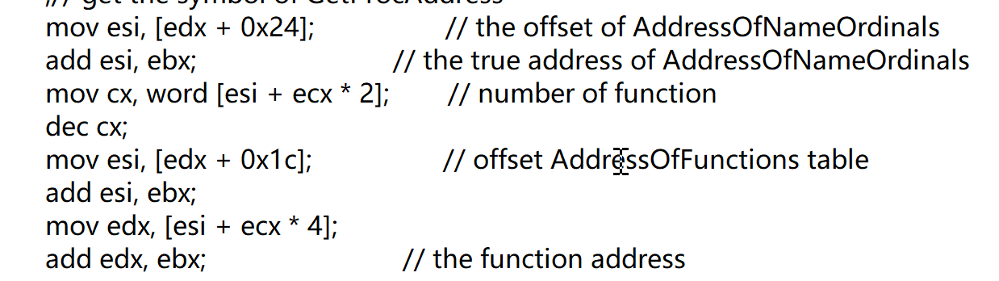 // get the symbol of GetProcAddress
mov esi, [edx + 0x24]; // the offset of AddressOfNameOrdinals
add esi, ebx; // the true address of AddressOfNameOrdinals
mov cx, word [esi + ecx * 2]; // number of function
dec cx;
mov esi, [edx + 0x1c]; // offset AddressOfFunctions table
add esi, ebx;
mov edx, [esi + ecx * 4];
add edx, ebx; // the function address